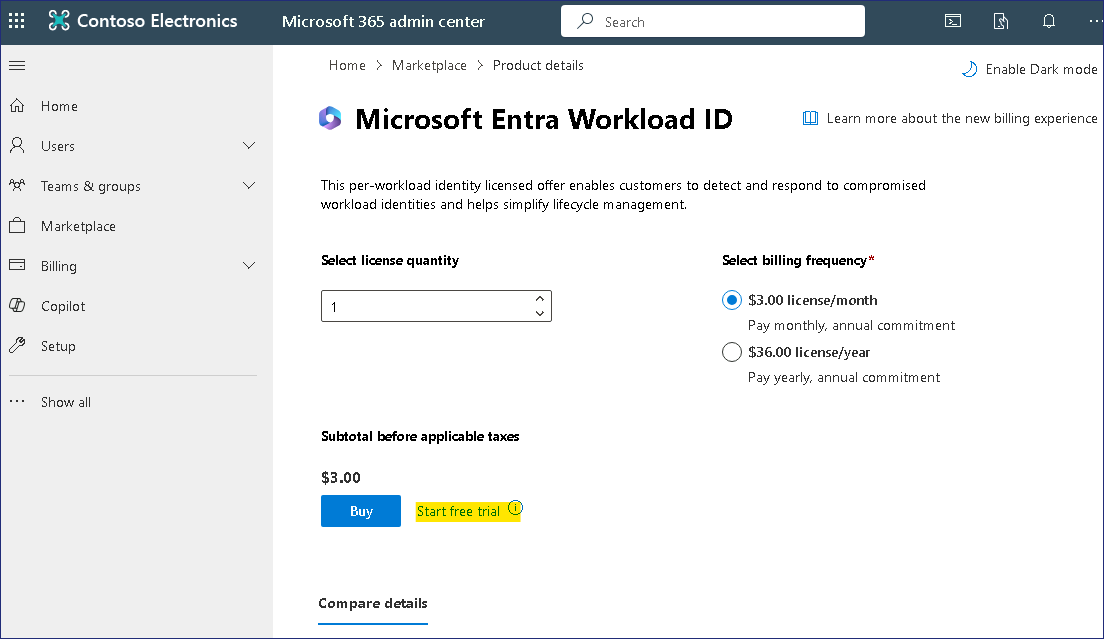 Contoso Electronics
Microsoft 365 admin center
Search
Home > Marketplace > Product details
Enable Dark mode
Home
Users
Teams & groups
Marketplace
Billing
Copilot
Setup
Show all
Microsoft Entra Workload ID
Learn more about the new billing experience
This per-workload identity licensed offer enables customers to detect and respond to compromised
workload identities and helps simplify lifecycle management.
Select license quantity
1
Select billing frequency*
$3.00 license/month
Pay monthly, annual commitment
$36.00 license/year
Pay yearly, annual commitment
Subtotal before applicable taxes
$3.00
Buy
Start free trial
Compare details